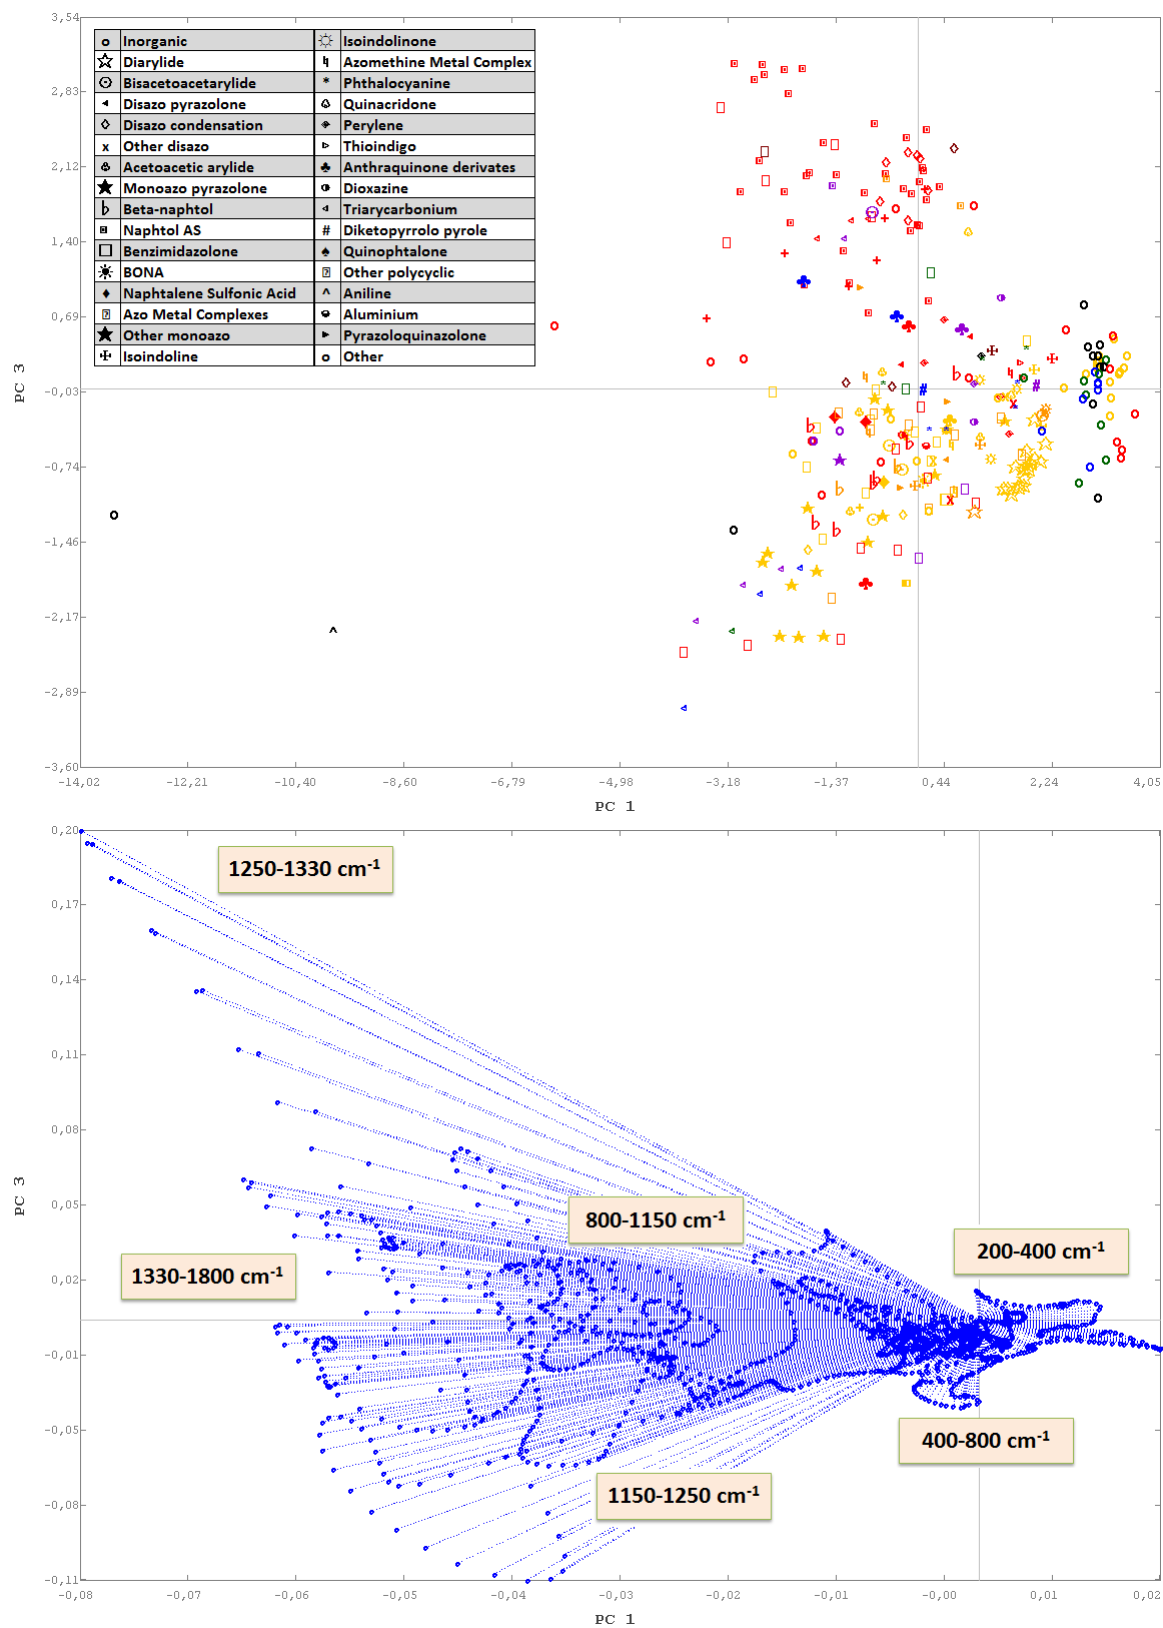 3,54
2,83
2,12
1,40
0,69
-0,03
-0,74
-1,46
-2,17
-2,89
-3,60
PC 3
Inorganic
Isoindolinone
Diarylide
Azomethine Metal Complex
Bisacetoacetarylide
Phthalocyanine
Disazo pyrazolone
Quinacridone
Disazo condensation
Perylene
x Other disazo
Thioindigo
Acetoacetic arylide
Anthraquinone derivates
Monoazo pyrazolone
Dioxazine
Beta-naphtol
Triarycarbonium
Naphtol AS
# Diketopyrrolo pyrole
Benzimidazolone
Quinophtalone
BONA
Other polycyclic
Naphtalene Sulfonic Acid
^ Aniline
Azo Metal Complexes
Aluminium
Other monoazo
Pyrazoloquinazolone
Isoindoline
Other
-14,02 -12,21 -10,40 -8,60 -6,79 -4,98 -3,18 -1,37 0,44 2,24 4,05
PC 1
0,20
0,17
0,14
0,11
0,08
0,05
0,02
-0,01
-0,05
-0,08
-0,11
PC 3
1250-1330 cm-1
800-1150 cm-1
200-400 cm-1
1330-1800 cm-1
400-800 cm-1
1150-1250 cm-1
-0,08 -0,07 -0,06 -0,05 -0,04 -0,03 -0,02 -0,01 -0,00 0,01 0,02
PC 1